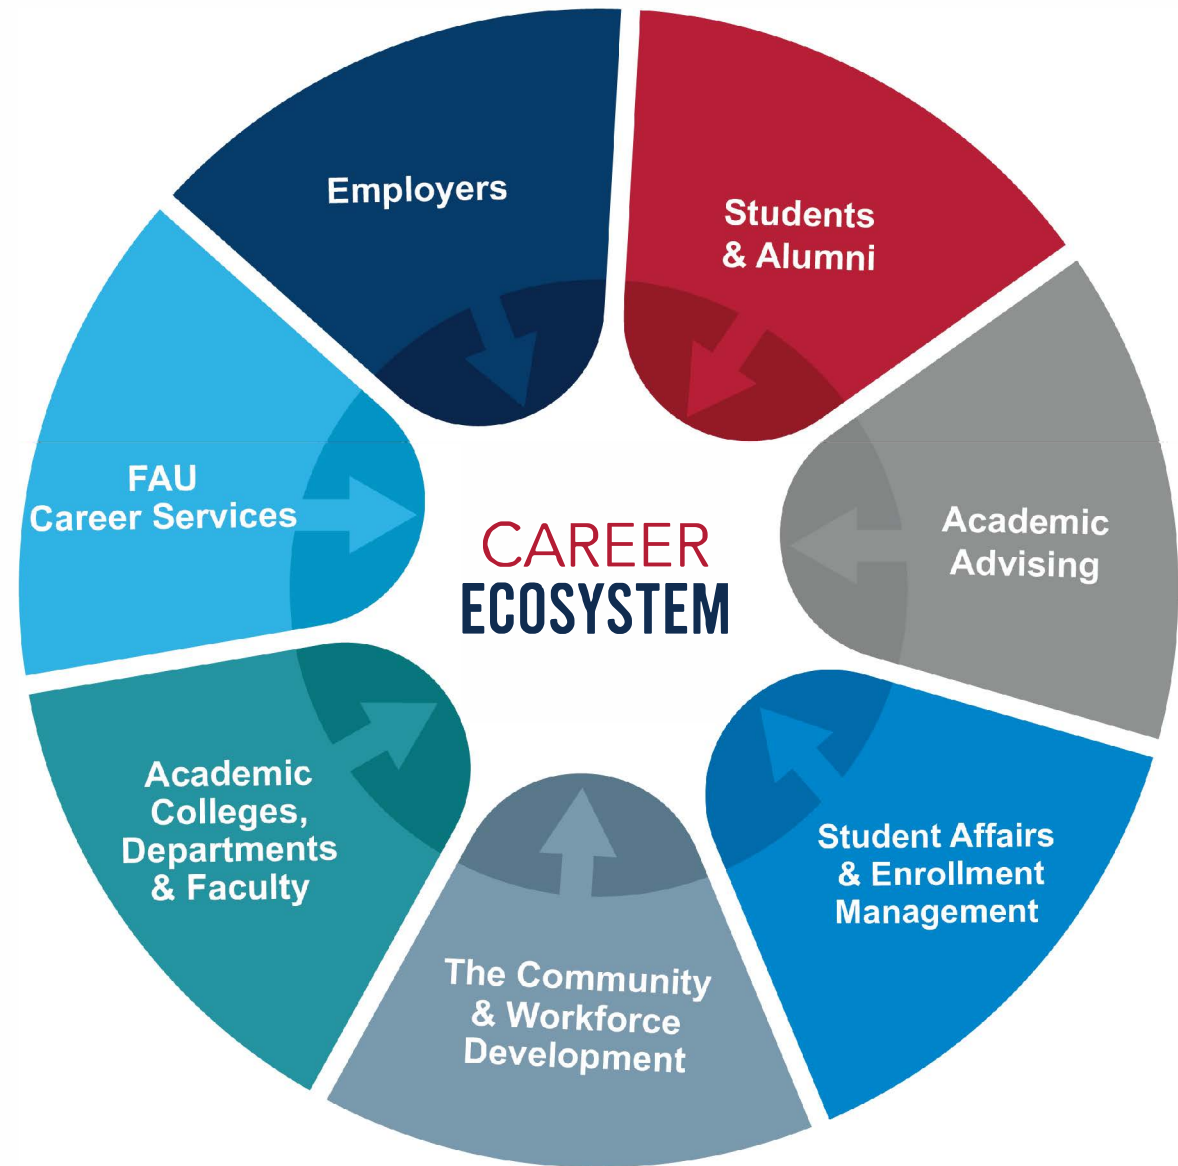 Employers
Students
& Alumni
FAU
Career Services
Academic
Advising
CAREER
ECOSYSTEM
Academic
Colleges,
Departments
& Faculty
Student Affairs
& Enrollment
Management
The Community
& Workforce
Development